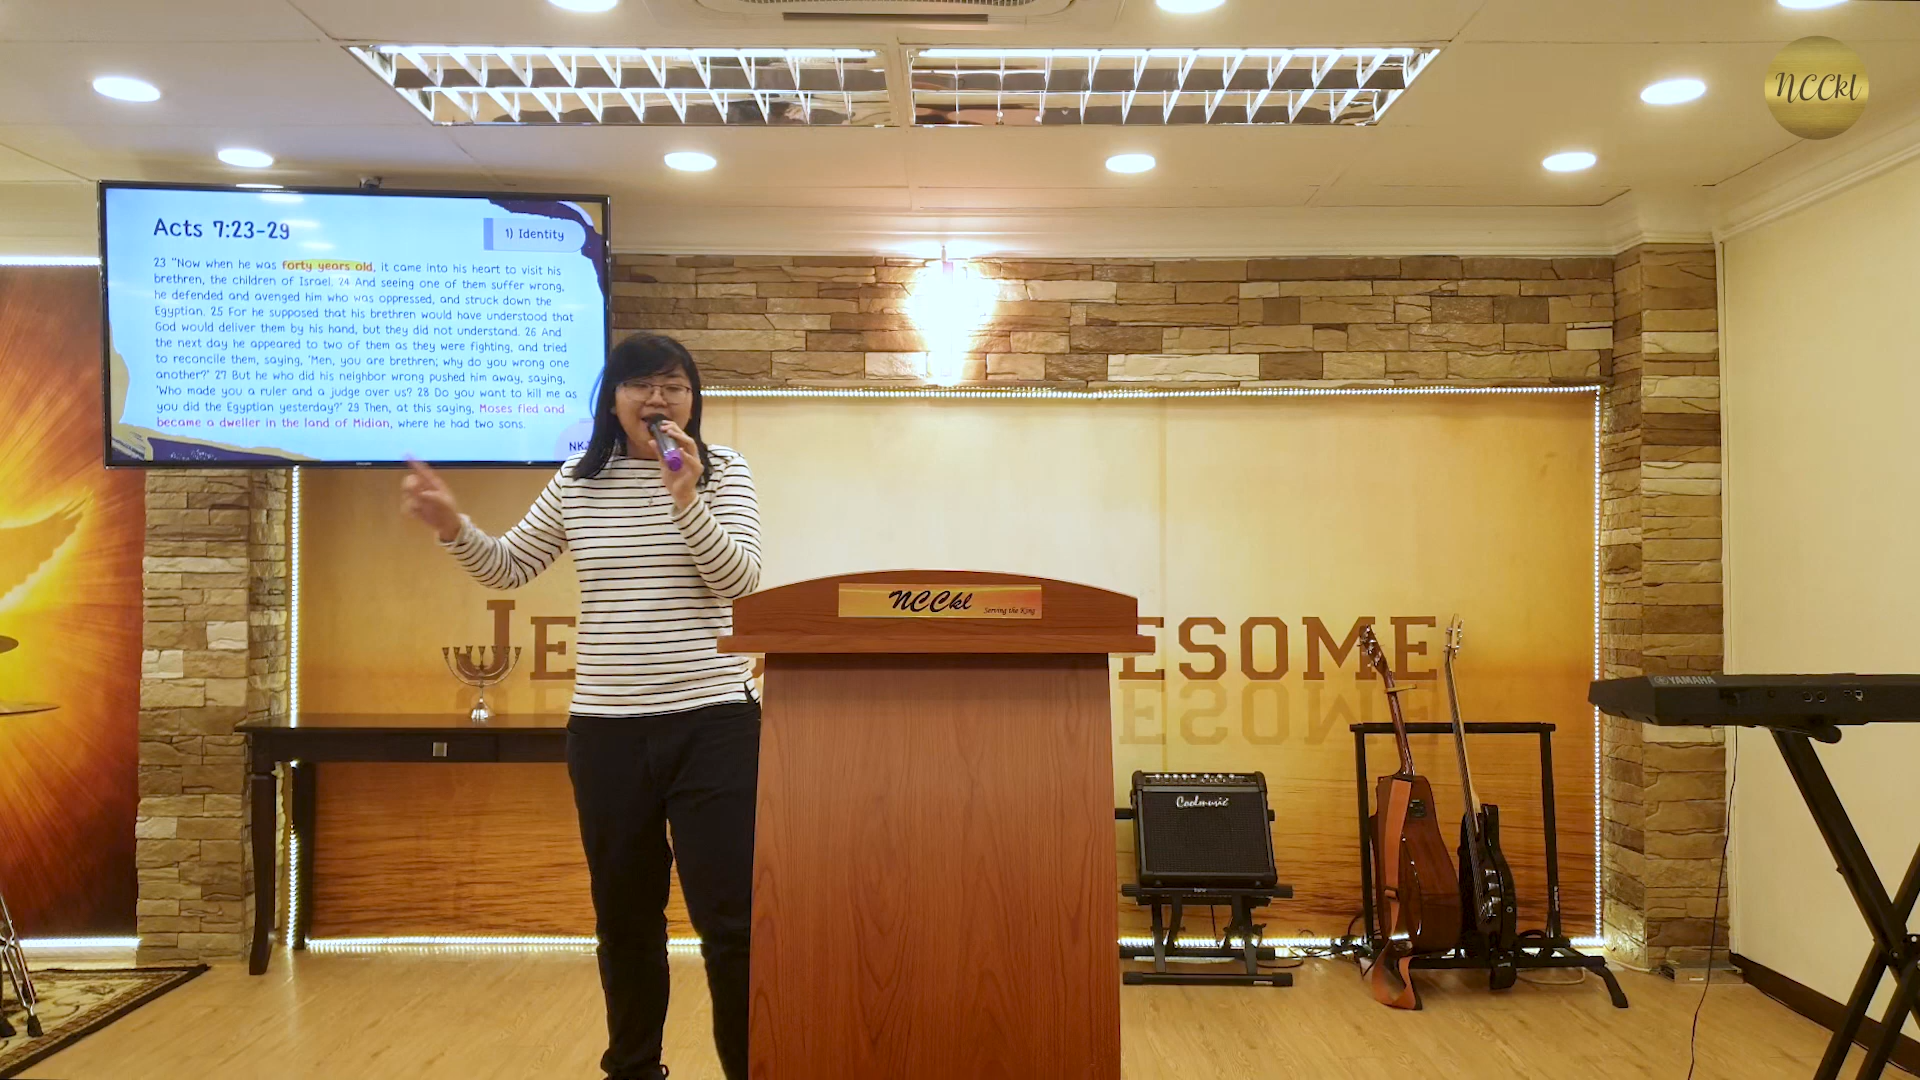 NCCkl
Acts 7:23-29
1) Identity
23 "Now when he was forty years old, it came into his heart to visit his
brethren, the children of Israel. 24 And seeing one of them suffer wrong,
he defended and avenged him who was oppressed, and struck down the
Egyptian. 25 For he supposed that his brethren would have understood that
God would deliver them by his hand, but they did not understand. 26 And
the next day he appeared to two of them as they were fighting, and tried
to reconcile them, saying, 'Men, you are brethren; why do you wrong one
another?' 27 But he who did his neighbor wrong pushed him away, saying,
'Who made you a ruler and a judge over us? 28 Do you want to kill me as
you did the Egyptian yesterday?' 29 Then, at this saying, Moses fled and
became a dweller in the land of Midian, where he had two sons.
NCCkl
Serving the King
ESOME
YAMAHA
Coolmusic